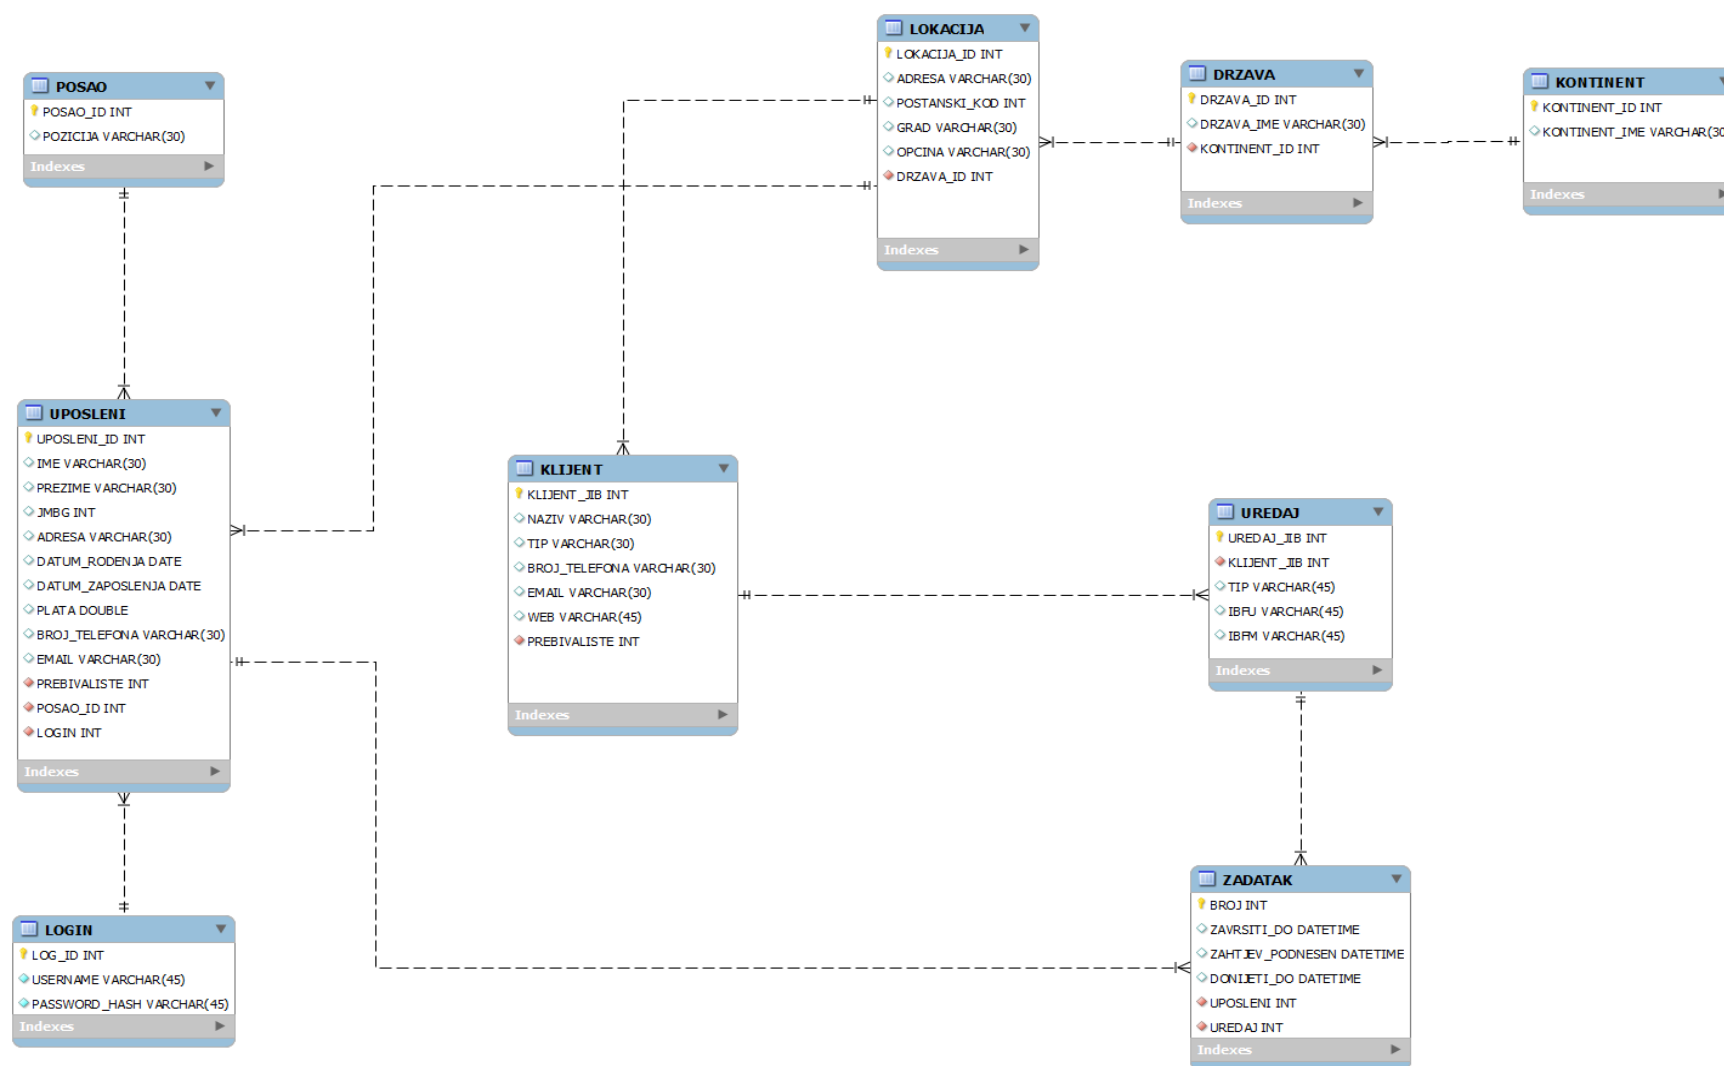 POSAO
POSAO_ID INT
POZICIJA VARCHAR(30)
Indexes
LOKACIJA
LOKACIJA_ID INT
ADRESA VARCHAR(30)
POSTANSKI_KOD INT
GRAD VARCHAR(30)
OPCINA VARCHAR(30)
DRZAVA_ID INT
Indexes
DRZAVA
DRZAVA_ID INT
DRZAVA_IME VARCHAR(30)
KONTINENT_ID INT
Indexes
KONTINENT
KONTINENT_ID INT
KONTINENT_IME VARCHAR(30
Indexes
UPOSLENI
UPOSLENI_ID INT
IME VARCHAR(30)
PREZIME VARCHAR(30)
JMBG INT
ADRESA VARCHAR(30)
DATUM_RODENJA DATE
DATUM_ZAPOSLENJA DATE
PLATA DOUBLE
BROJ_TELEFONA VARCHAR(30)
EMAIL VARCHAR(30)
PREBIVALISTE INT
POSAO_ID INT
LOGIN INT
Indexes
KLIJENT
KLIJENT_JIB INT
NAZIV VARCHAR(30)
TIP VARCHAR(30)
BROJ_TELEFONA VARCHAR(30)
EMAIL VARCHAR(30)
WEB VARCHAR(45)
PREBIVALISTE INT
Indexes
UREDAJ
UREDAJ_JIB INT
KLIJENT_JIB INT
TIP VARCHAR(45)
IBFU VARCHAR(45)
IBFM VARCHAR(45)
Indexes
LOGIN
LOG_ID INT
USERNAME VARCHAR(45)
PASSWORD_HASH VARCHAR(45)
Indexes
ZADATAK
BROJ INT
ZAVRSITI_DO DATETIME
ZAHTJEV_PODNESEN DATETIME
DONIJETI_DO DATETIME
UPOSLENI INT
UREDAJ INT
Indexes